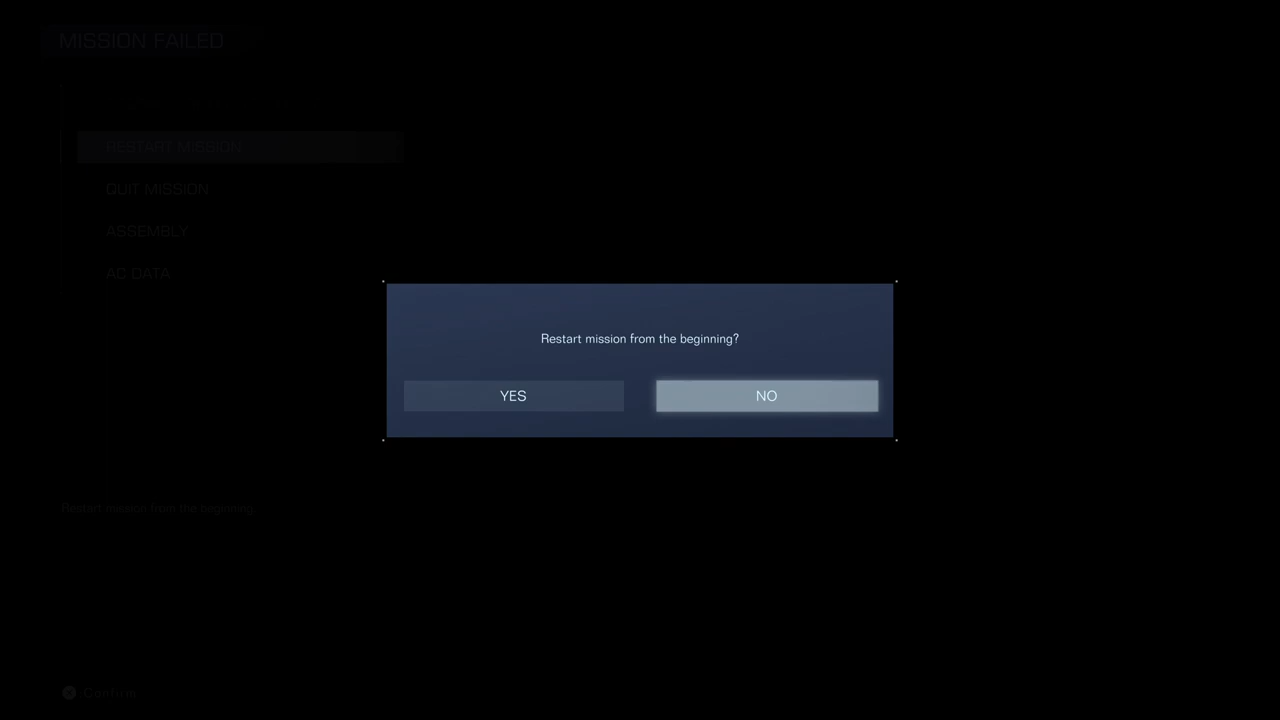 MISSION FAILED
RESTART MISSION
QUIT MISSION
ASSEMBLY
AC DATA
Restart mission from the beginning?
YES
NO
Restart mission from the beginning
Confirm